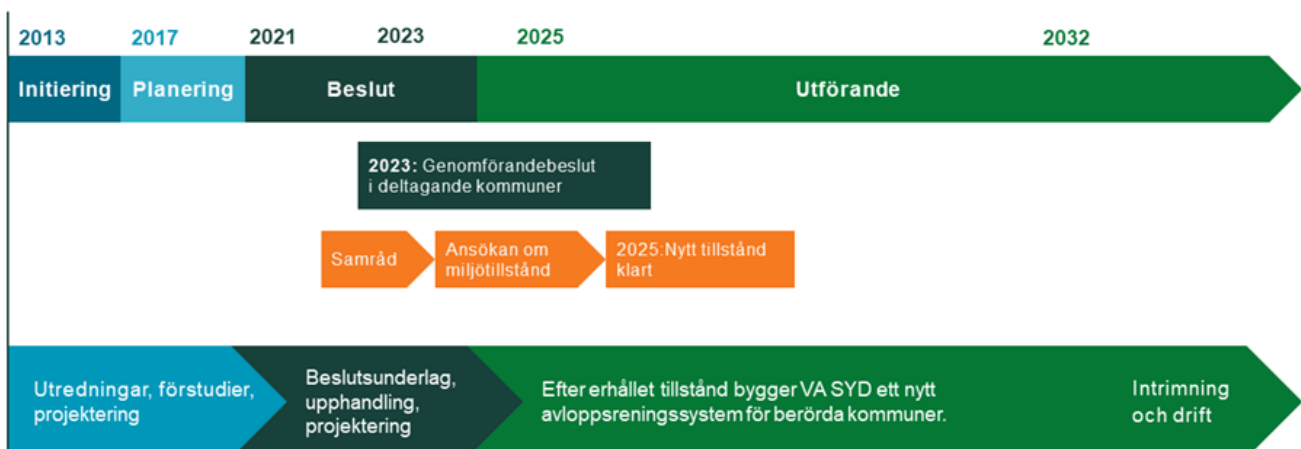 2013 2017 2021 2023 2025 2032
Initiering Planering Beslut Utförande
2023: Genomförandebeslut
i deltagande kommuner
Samråd
Ansökan om
miljötillstånd
2025:Nytt tillstånd
klart
Utredningar, förstudier,
projektering
Beslutsunderlag,
upphandling,
projektering
Efter erhållet tillstånd bygger VA SYD ett nytt
avloppsreningssystem för berörda kommuner.
Intrimning
och drift